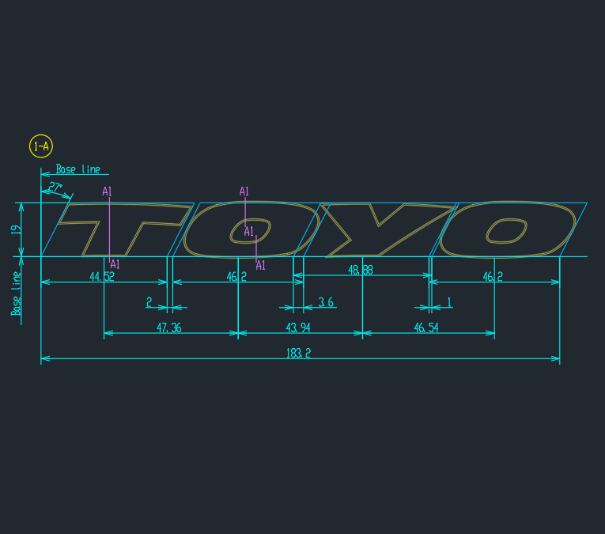 1-A
Base line
27°
A1 A1
TOYO
A1
A1 A1
19
Base line
44.52 46.2 48.88 46.2
2 3.6 1
47.36 43.94 46.54
183.2